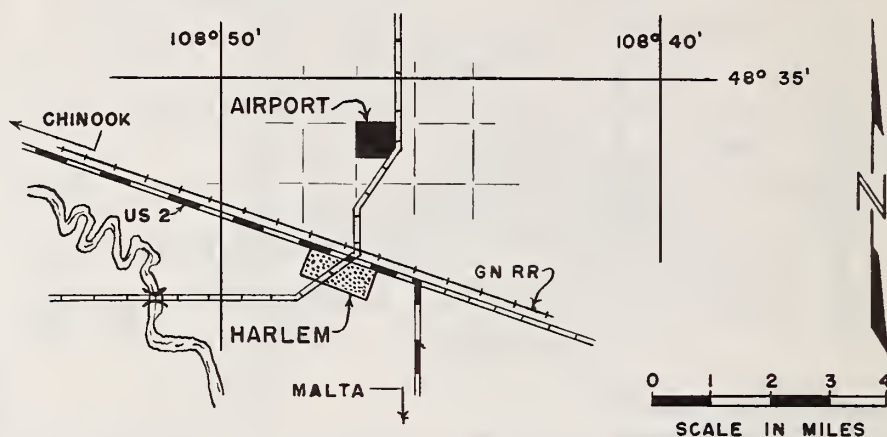 108° 50'
108° 40'
48° 35'
AIRPORT
CHINOOK
US 2
GN RR
HARLEM
MALTA
N
0 1 2 3 4
SCALE IN MILES